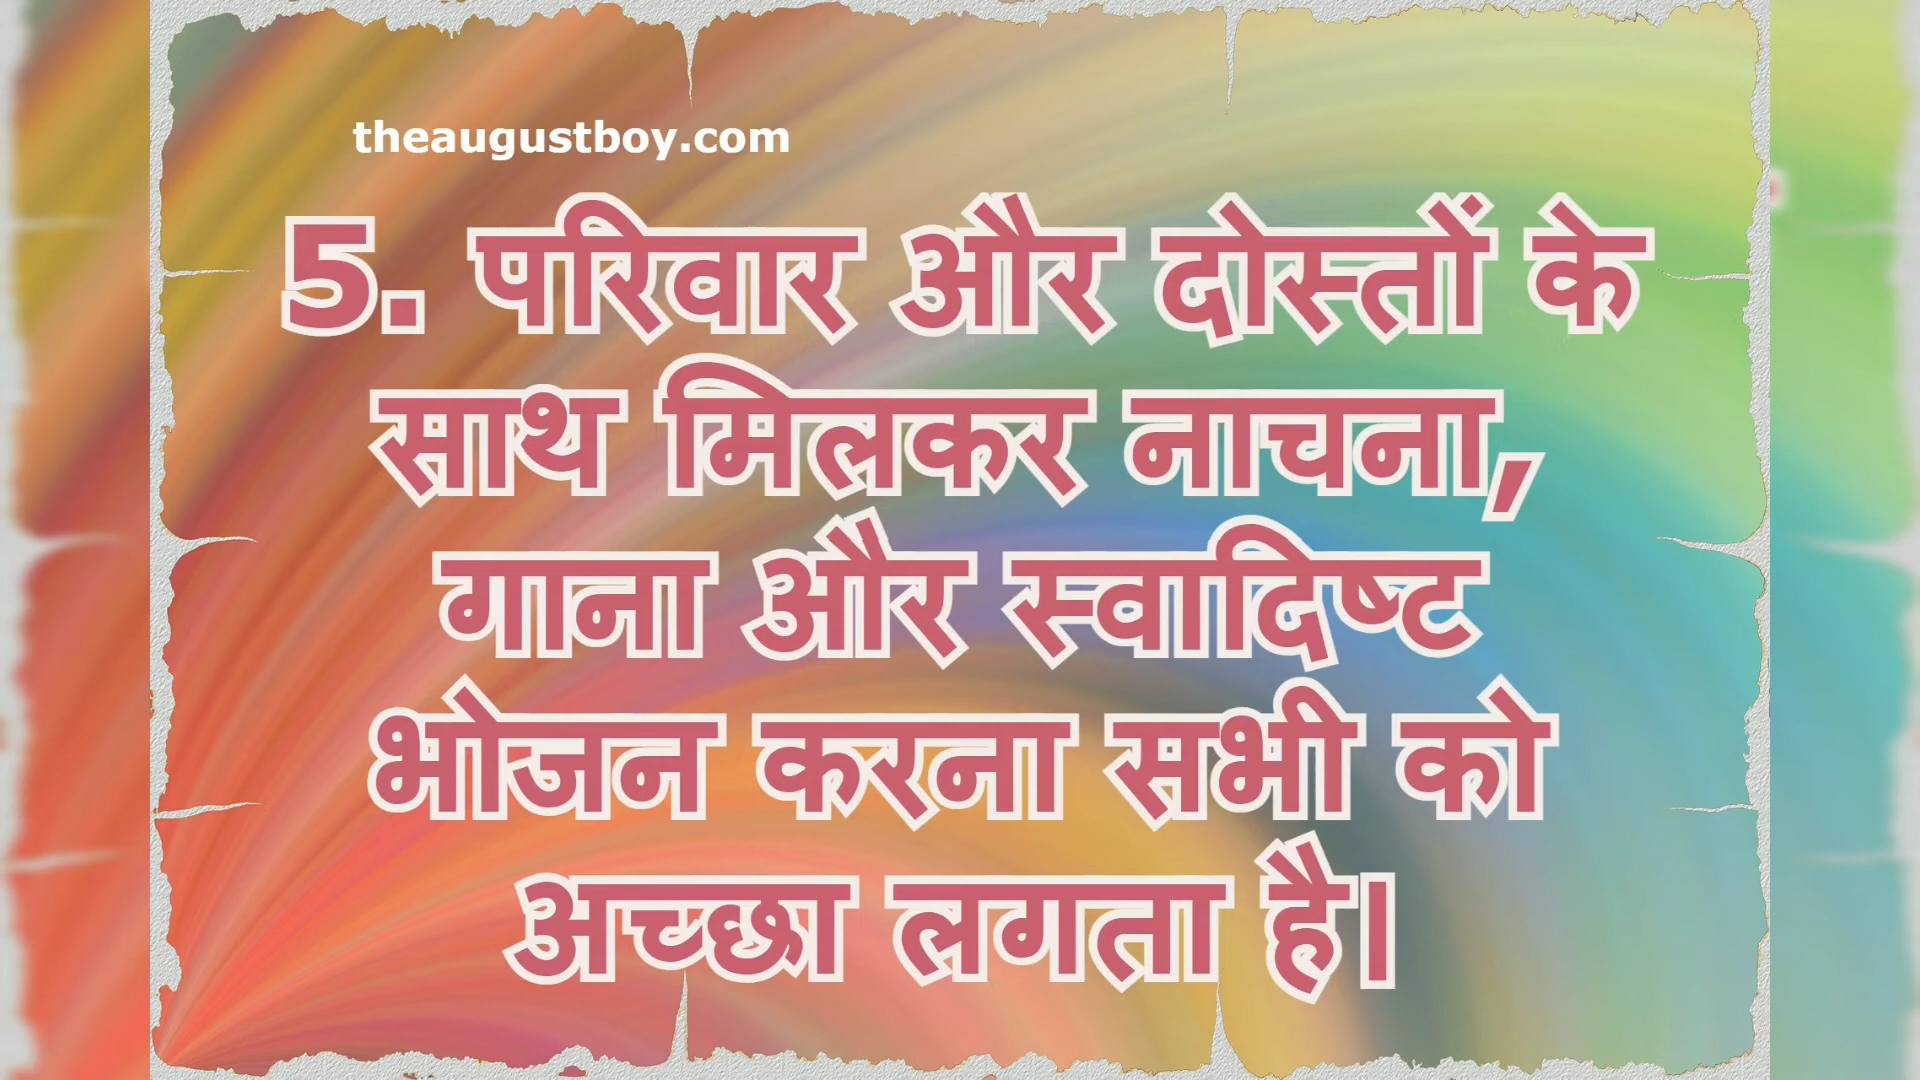 theaugustboy.com
5. परिवार और दोस्तों के
साथ मिलकर नाचना,
गाना और स्वादिष्ट
भोजन करना सभी को
अच्छा लगता है।